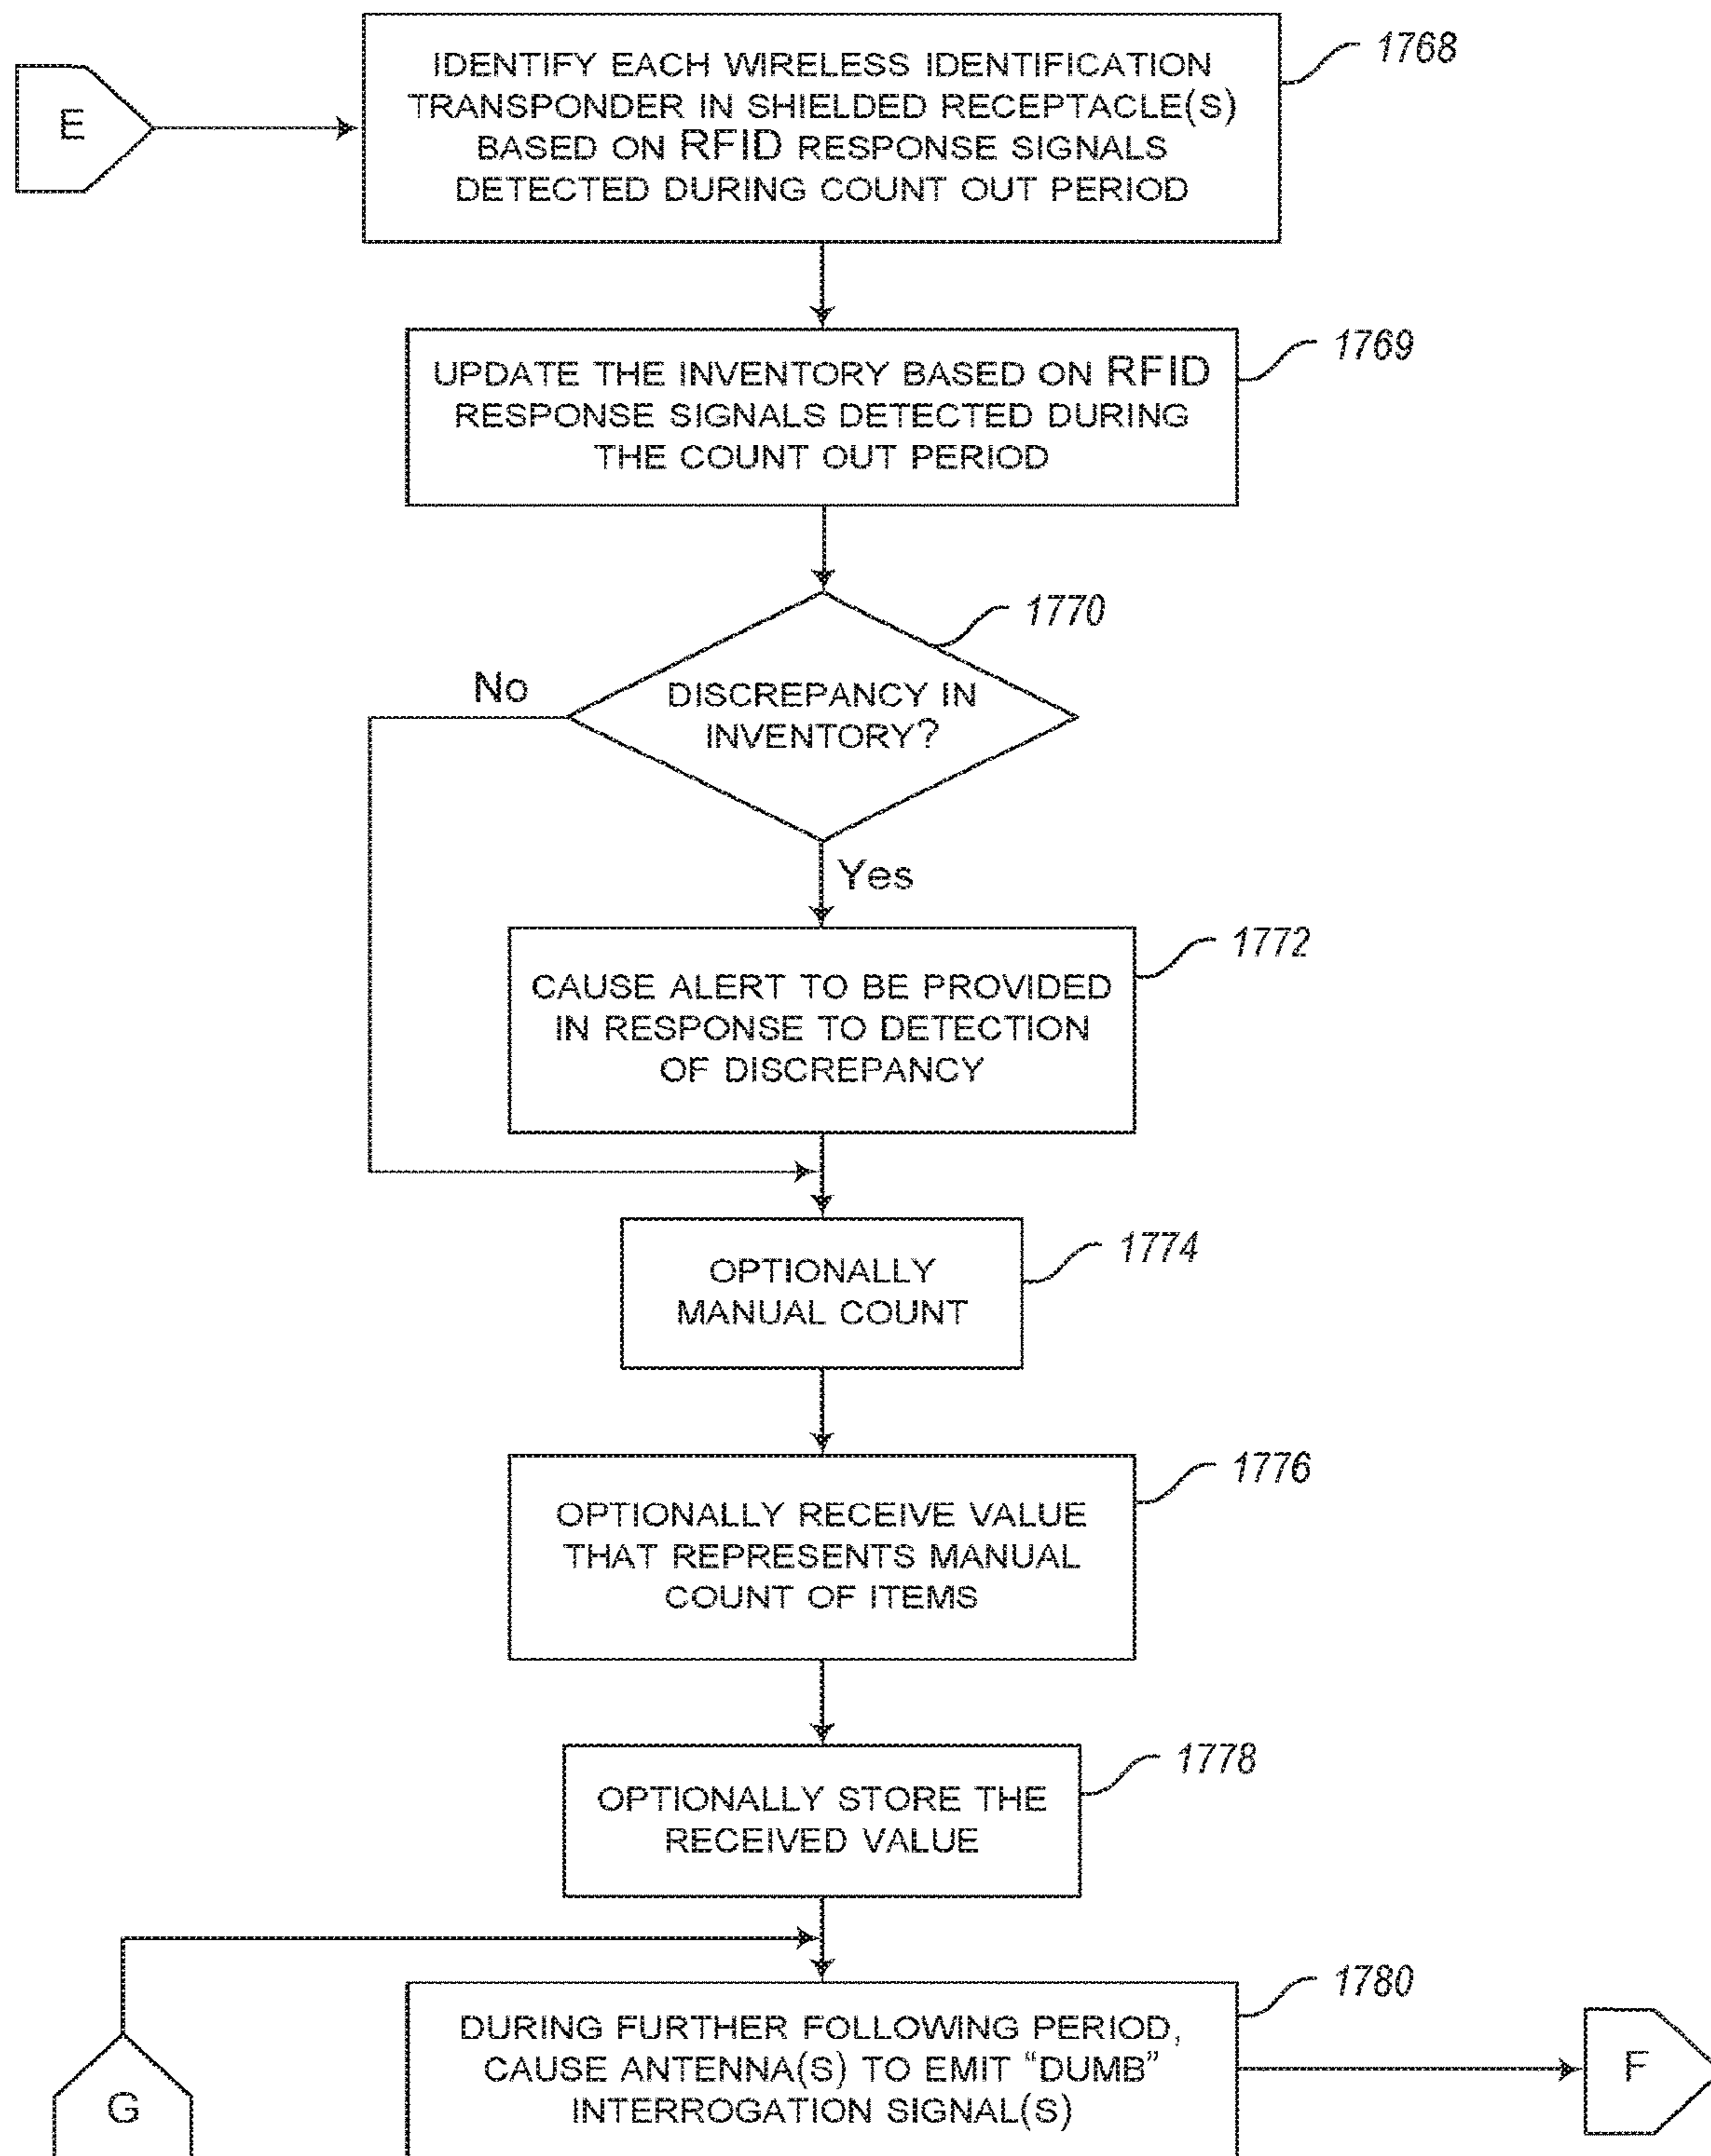 E
IDENTIFY EACH WIRELESS IDENTIFICATION
TRANSPONDER IN SHIELDED RECEPTACLE(S)
BASED ON RFID RESPONSE SIGNALS
DETECTED DURING COUNT OUT PERIOD
1768
UPDATE THE INVENTORY BASED ON RFID
RESPONSE SIGNALS DETECTED DURING
THE COUNT OUT PERIOD
1769
1770
No
DISCREPANCY IN
INVENTORY?
Yes
1772
CAUSE ALERT TO BE PROVIDED
IN RESPONSE TO DETECTION
OF DISCREPANCY
1774
OPTIONALLY
MANUAL COUNT
1776
OPTIONALLY RECEIVE VALUE
THAT REPRESENTS MANUAL
COUNT OF ITEMS
1778
OPTIONALLY STORE THE
RECEIVED VALUE
1780
DURING FURTHER FOLLOWING PERIOD,
CAUSE ANTENNA(S) TO EMIT “DUMB”
INTERROGATION SIGNAL(S)
F
G